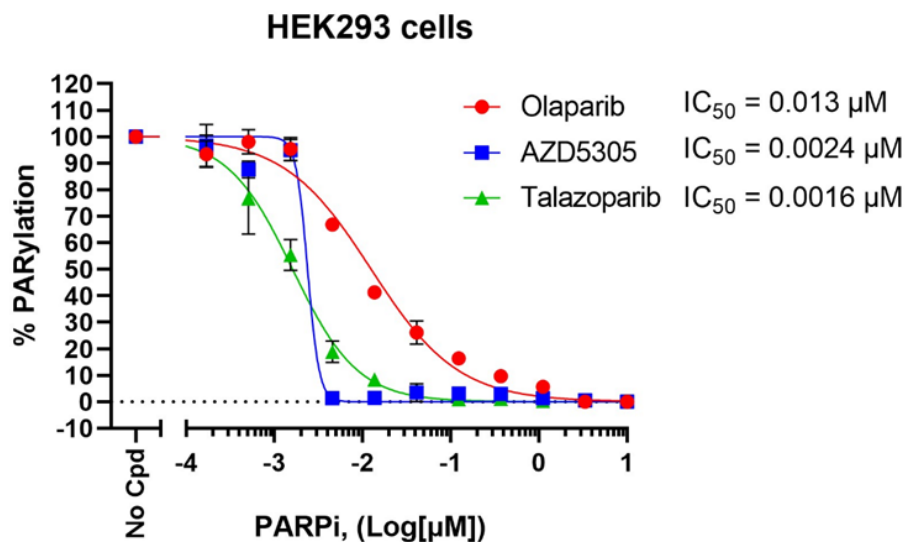 HEK293 cells
Olaparib IC50 = 0.013 µM
AZD5305 IC50 = 0.0024 µM
Talazoparib IC50 = 0.0016 µM
% PARylation
120
110
100
90
80
70
60
50
40
30
20
10
0
-10
No Cpd
-4 -3 -2 -1 0 1
PARPi, (Log[µM])